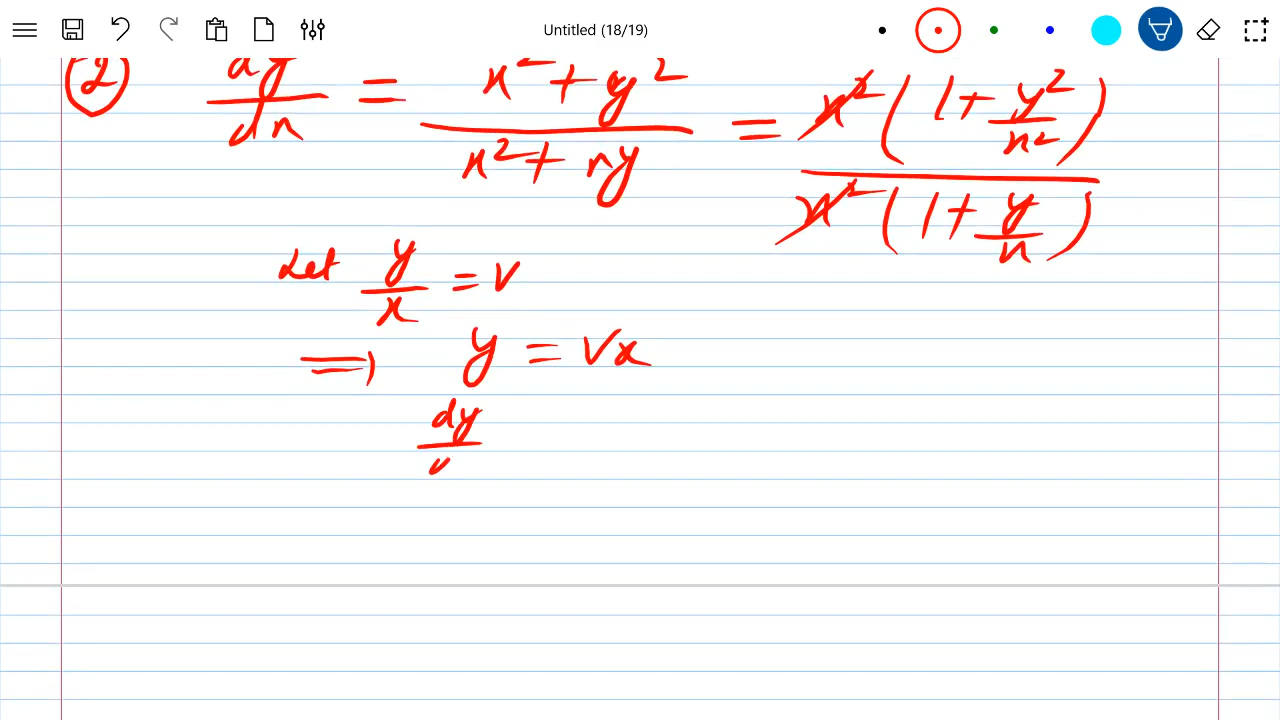 Untitled (18/19)
(2) dy/dx = (x² + y²)/(x² + xy) = x²(1 + y²/x²)/x²(1 + y/x)
Let y/x = v
⟹ y = vx
dy